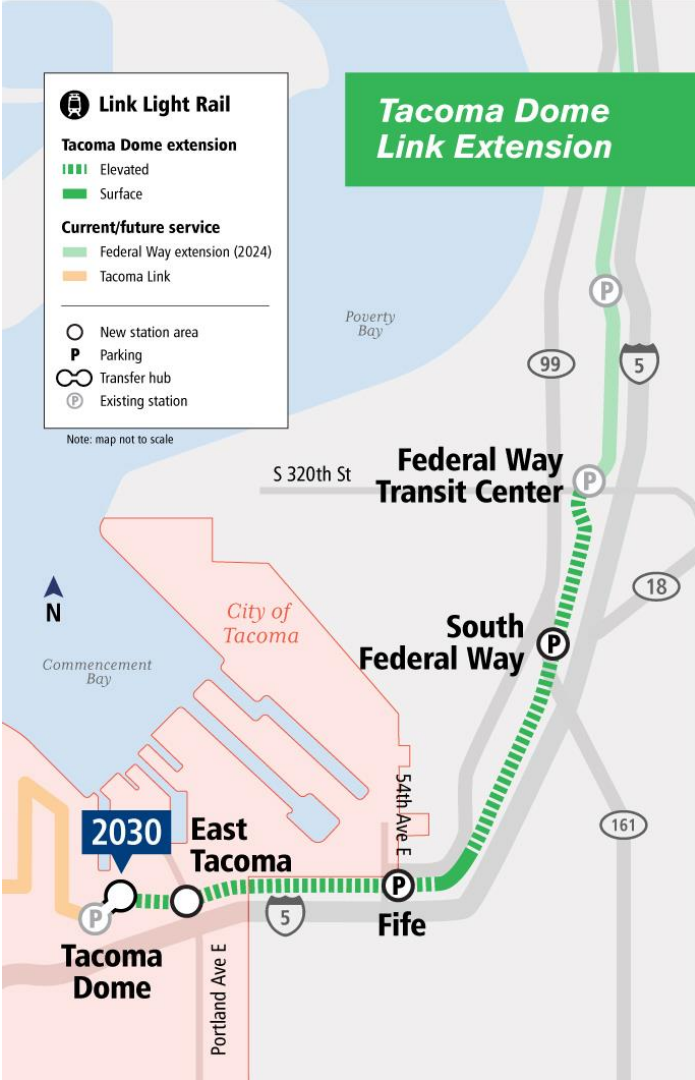 Link Light Rail
Tacoma Dome extension
Elevated
Surface
Current/future service
Federal Way extension (2024)
Tacoma Link
New station area
P Parking
Transfer hub
P Existing station
Note: map not to scale
Tacoma Dome
Link Extension
P
Poverty
Bay
99
5
S 320th St
Federal Way
Transit Center
P
18
N
City of
Tacoma
South
Federal Way
P
Commencement
Bay
54th Ave E
161
2030
East
Tacoma
P
P
5
Fife
Tacoma
Dome
Portland Ave E